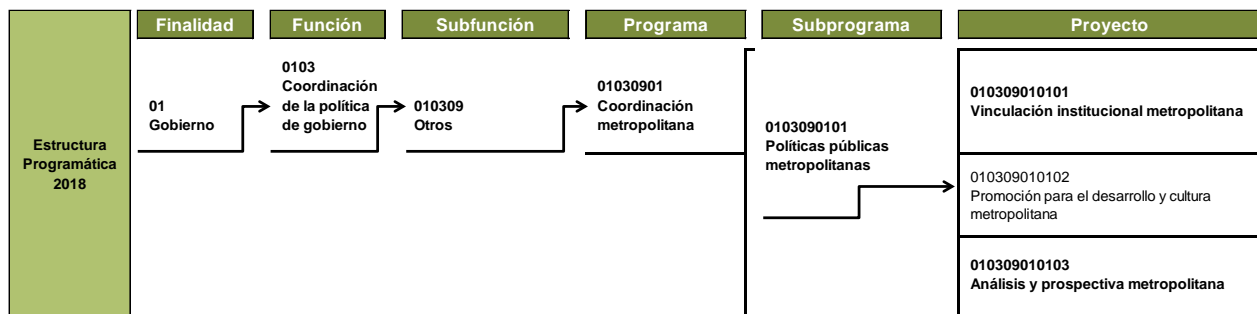 Finalidad
Función
Subfunción
Programa
Subprograma
Proyecto
Estructura
Programática
2018
01
Gobierno
0103
Coordinación
de la política
de gobierno
010309
Otros
01030901
Coordinación
metropolitana
0103090101
Políticas públicas
metropolitanas
010309010101
Vinculación institucional metropolitana
010309010102
Promoción para el desarrollo y cultura
metropolitana
010309010103
Análisis y prospectiva metropolitana